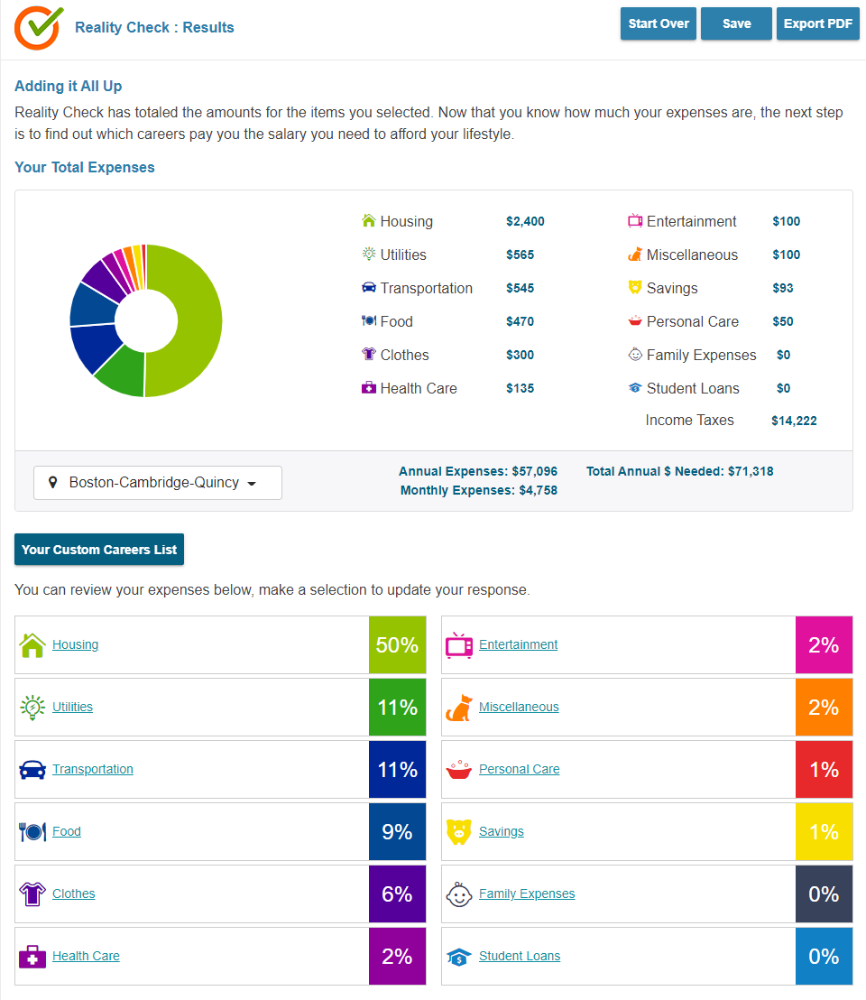 Reality Check : Results
Start Over
Save
Export PDF
Adding it All Up
Reality Check has totaled the amounts for the items you selected. Now that you know how much your expenses are, the next step
is to find out which careers pay you the salary you need to afford your lifestyle.
Your Total Expenses
Housing $2,400
Utilities $565
Transportation $545
Food $470
Clothes $300
Health Care $135
Entertainment $100
Miscellaneous $100
Savings $93
Personal Care $50
Family Expenses $0
Student Loans $0
Income Taxes $14,222
Boston-Cambridge-Quincy
Annual Expenses: $57,096
Monthly Expenses: $4,758
Total Annual $ Needed: $71,318
Your Custom Careers List
You can review your expenses below, make a selection to update your response.
Housing 50%
Utilities 11%
Transportation 11%
Food 9%
Clothes 6%
Health Care 2%
Entertainment 2%
Miscellaneous 2%
Personal Care 1%
Savings 1%
Family Expenses 0%
Student Loans 0%